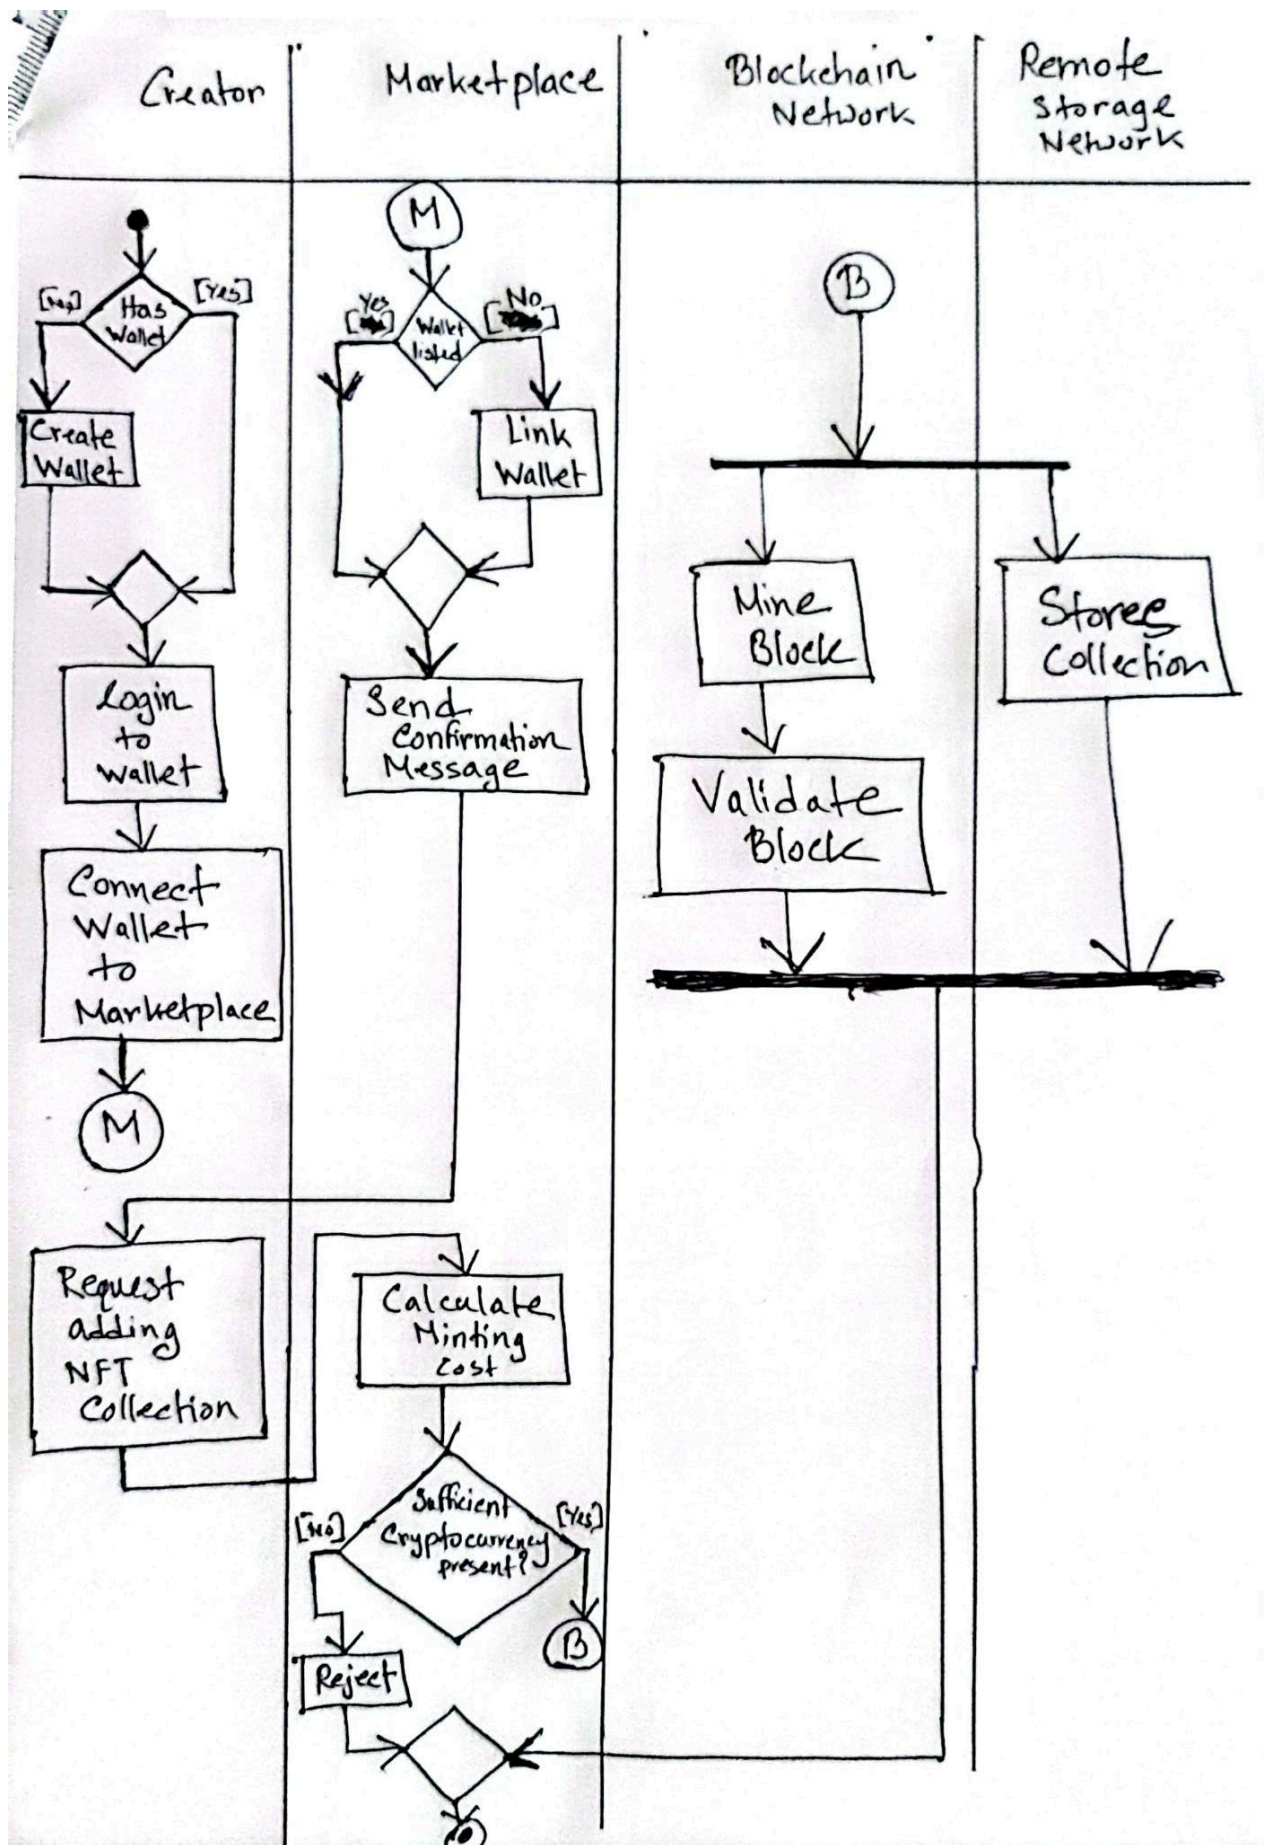 Creator
Marketplace
Blockchain
Network
Remote
Storage
Network
[No]
[Yes]
Has
Wallet
Create
Wallet
Login
to
wallet
Connect
Wallet
to
Marketplace
M
Request
adding
NFT
Collection
M
Yes
[ ]
No
[ ]
Wallet
listed
Link
Wallet
Send
Confirmation
Message
Calculate
Minting
Cost
Sufficient
Cryptocurrency
present?
[No]
[Yes]
B
Reject
B
Mine
Block
Validate
Block
Stores
Collection